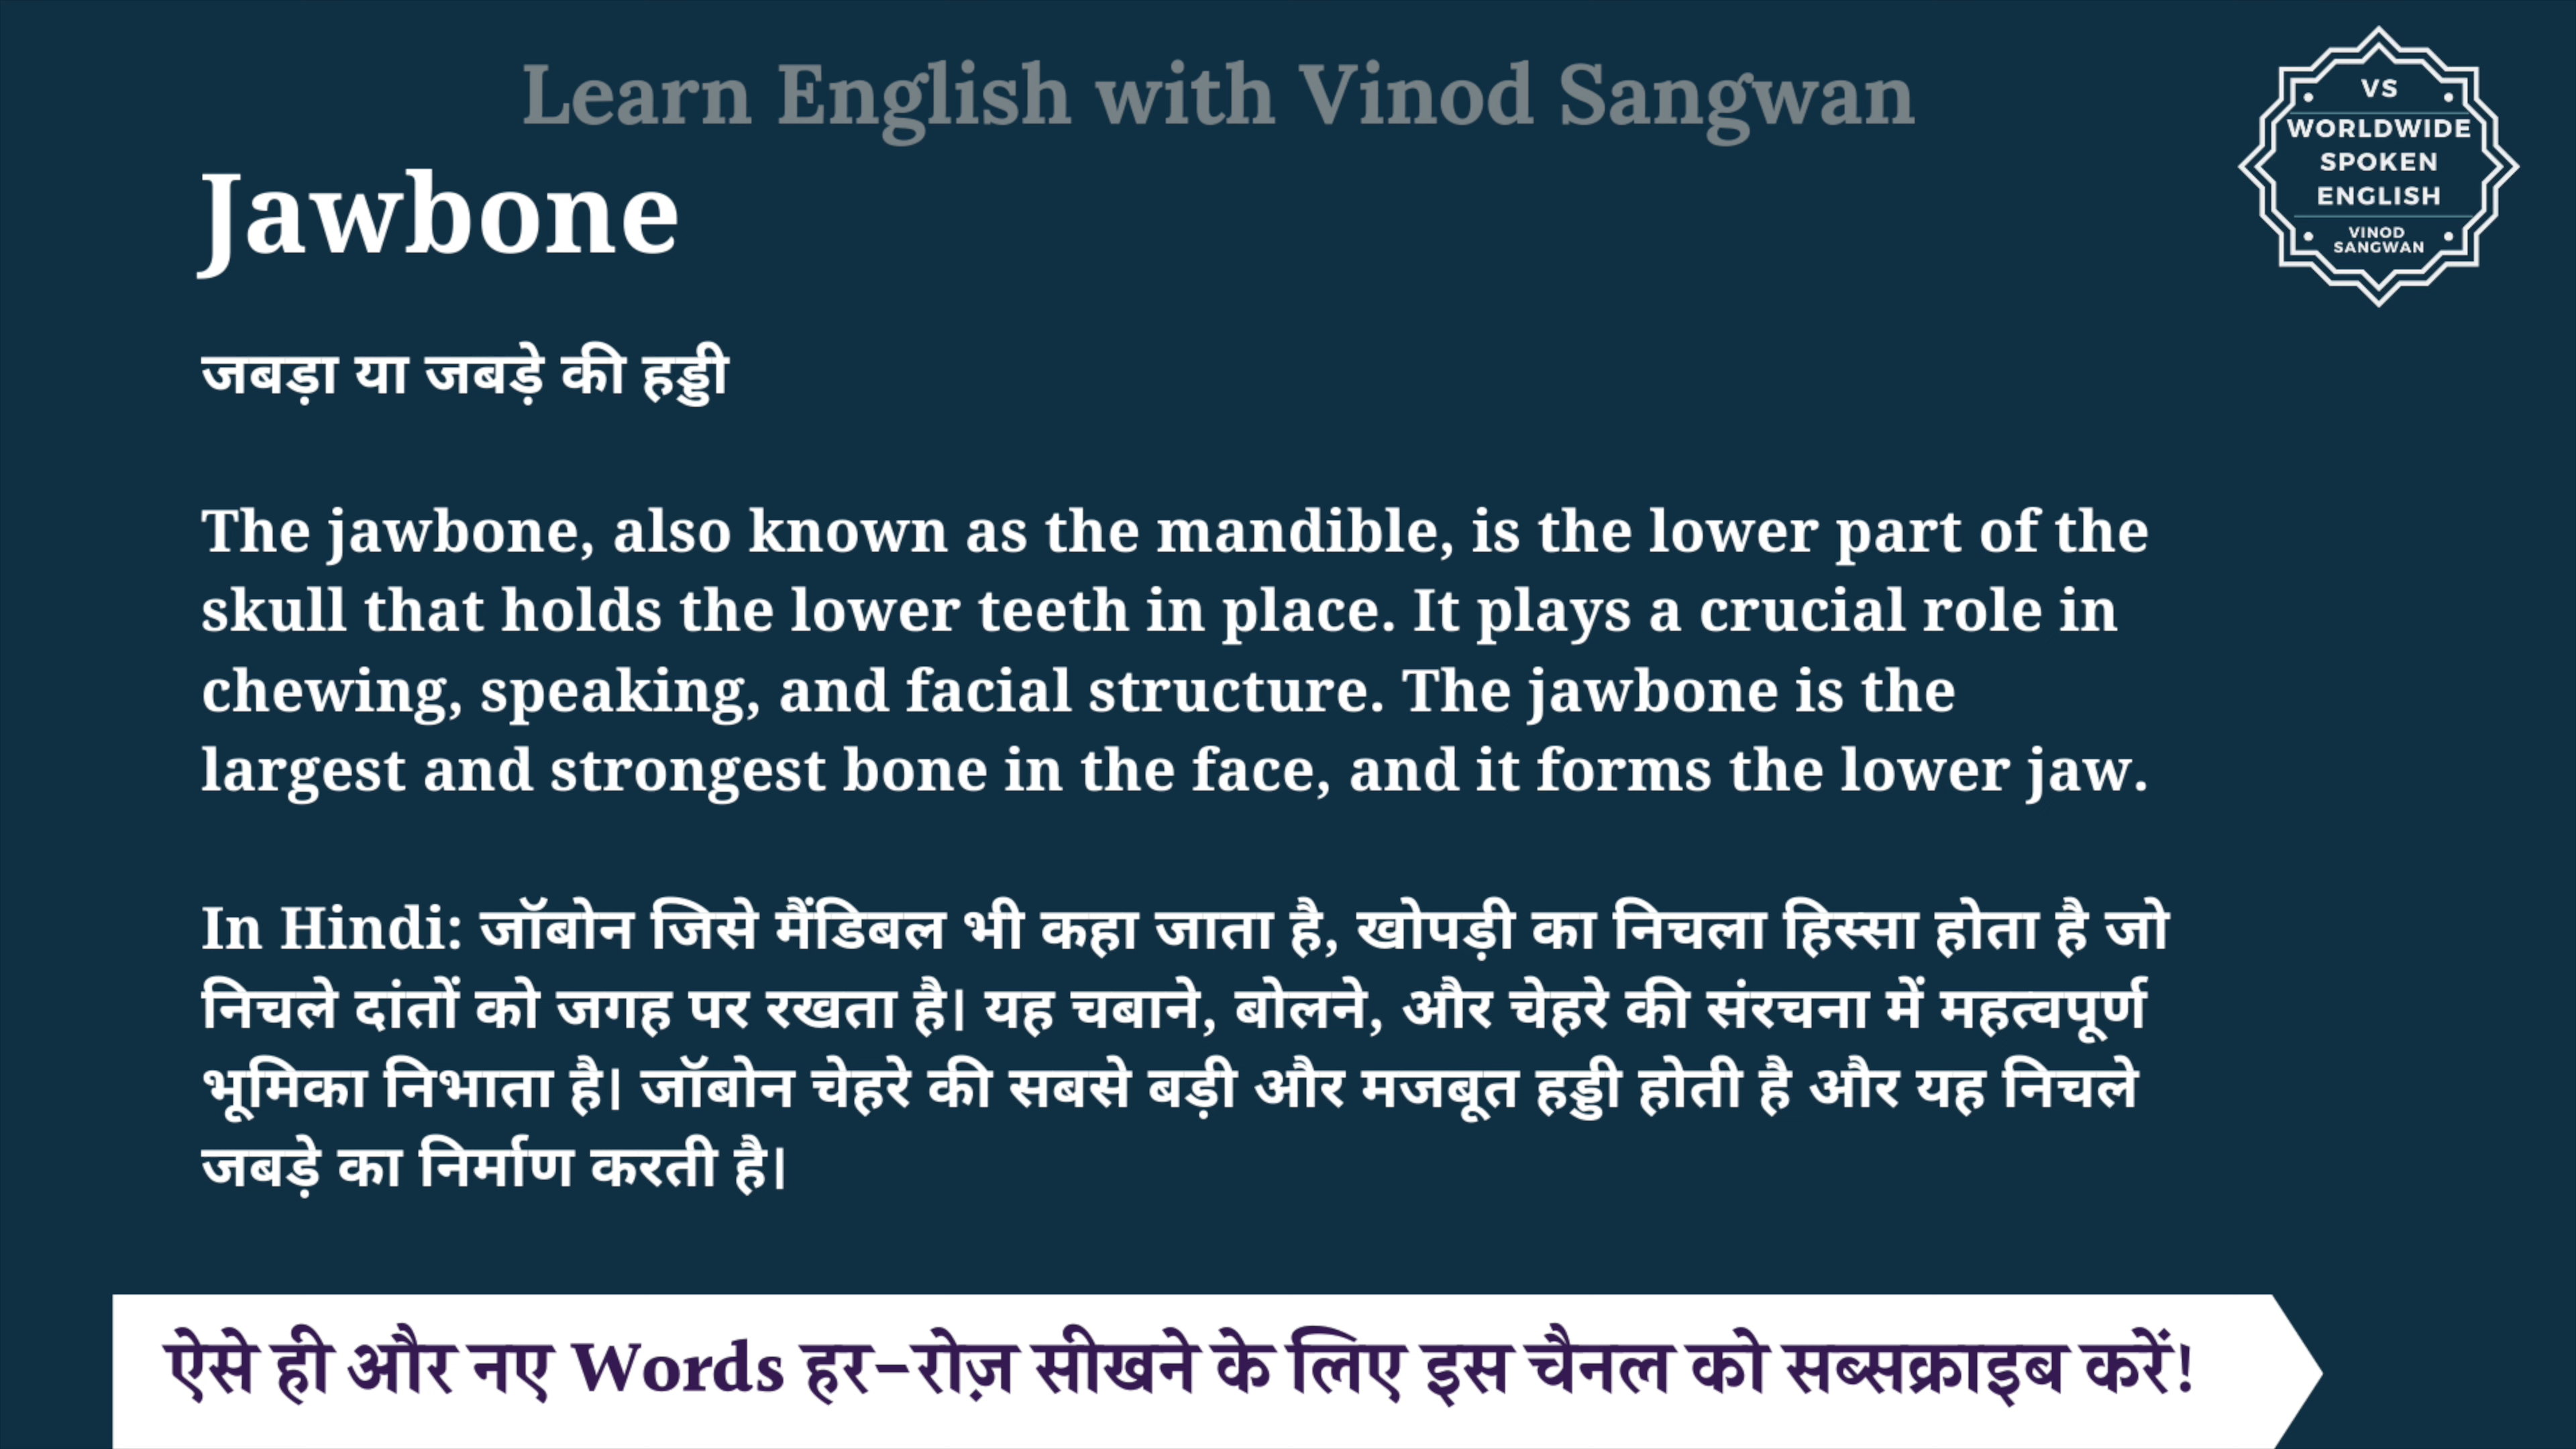 Learn English with Vinod Sangwan
VS
WORLDWIDE
SPOKEN
ENGLISH
VINOD
SANGWAN
Jawbone
जबड़ा या जबड़े की हड्डी
The jawbone, also known as the mandible, is the lower part of the
skull that holds the lower teeth in place. It plays a crucial role in
chewing, speaking, and facial structure. The jawbone is the
largest and strongest bone in the face, and it forms the lower jaw.
In Hindi: जॉबोन जिसे मैंडिबल भी कहा जाता है, खोपड़ी का निचला हिस्सा होता है जो
निचले दांतों को जगह पर रखता है। यह चबाने, बोलने, और चेहरे की संरचना में महत्वपूर्ण
भूमिका निभाता है। जॉबोन चेहरे की सबसे बड़ी और मजबूत हड्डी होती है और यह निचले
जबड़े का निर्माण करती है।
ऐसे ही और नए Words हर-रोज़ सीखने के लिए इस चैनल को सब्सक्राइब करें!